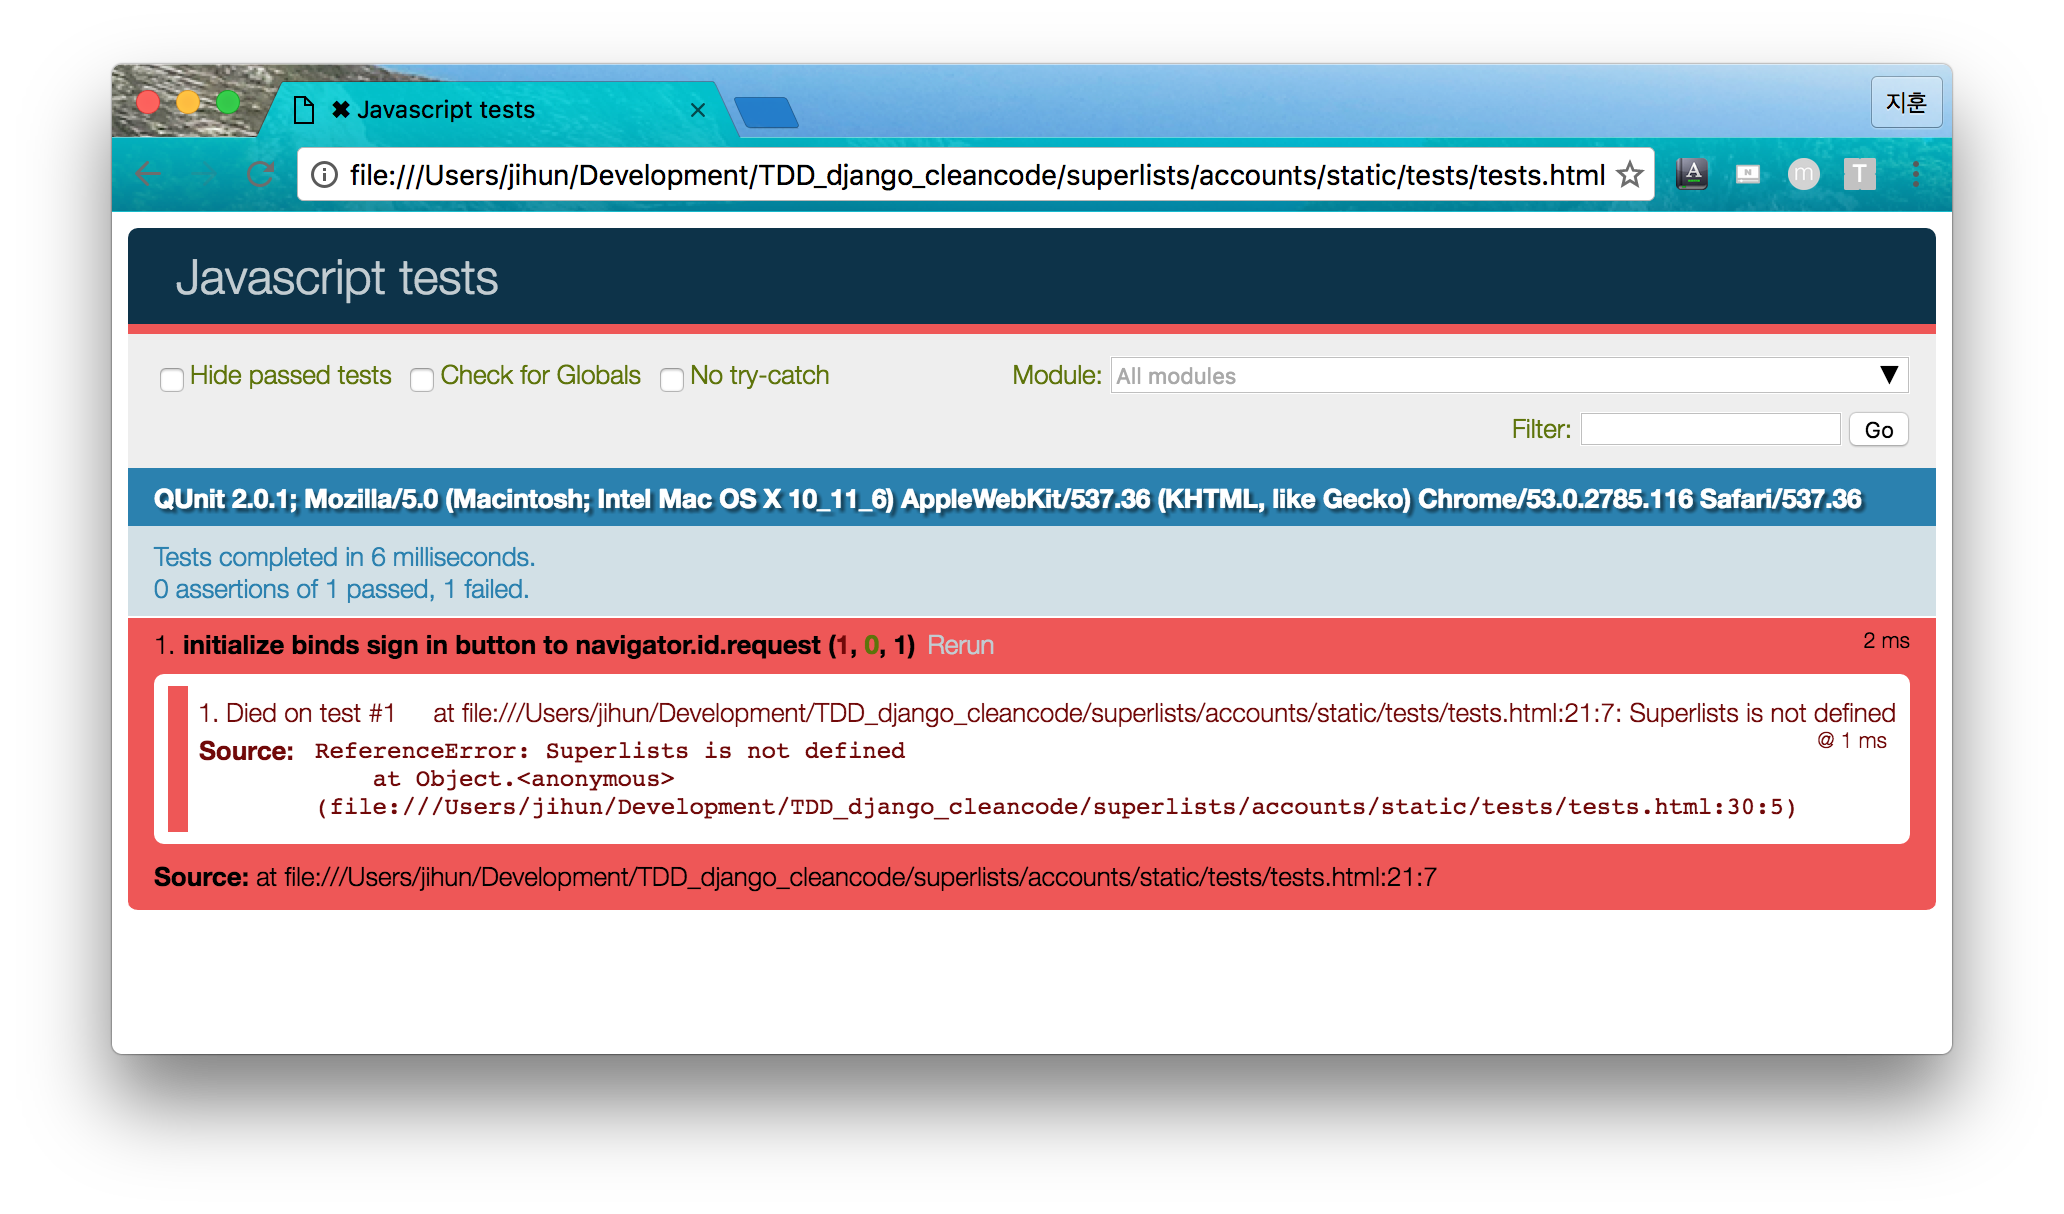 ✖ Javascript tests
지훈
file:///Users/jihun/Development/TDD_django_cleancode/superlists/accounts/static/tests/tests.html
A
N
m
T
Javascript tests
Hide passed tests Check for Globals No try-catch Module: All modules
Filter: Go
QUnit 2.0.1; Mozilla/5.0 (Macintosh; Intel Mac OS X 10_11_6) AppleWebKit/537.36 (KHTML, like Gecko) Chrome/53.0.2785.116 Safari/537.36
Tests completed in 6 milliseconds.
0 assertions of 1 passed, 1 failed.
1. initialize binds sign in button to navigator.id.request (1, 0, 1) Rerun 2 ms
1. Died on test #1 at file:///Users/jihun/Development/TDD_django_cleancode/superlists/accounts/static/tests/tests.html:21:7: Superlists is not defined
@ 1 ms
Source: ReferenceError: Superlists is not defined
at Object.<anonymous>
(file:///Users/jihun/Development/TDD_django_cleancode/superlists/accounts/static/tests/tests.html:30:5)
Source: at file:///Users/jihun/Development/TDD_django_cleancode/superlists/accounts/static/tests/tests.html:21:7